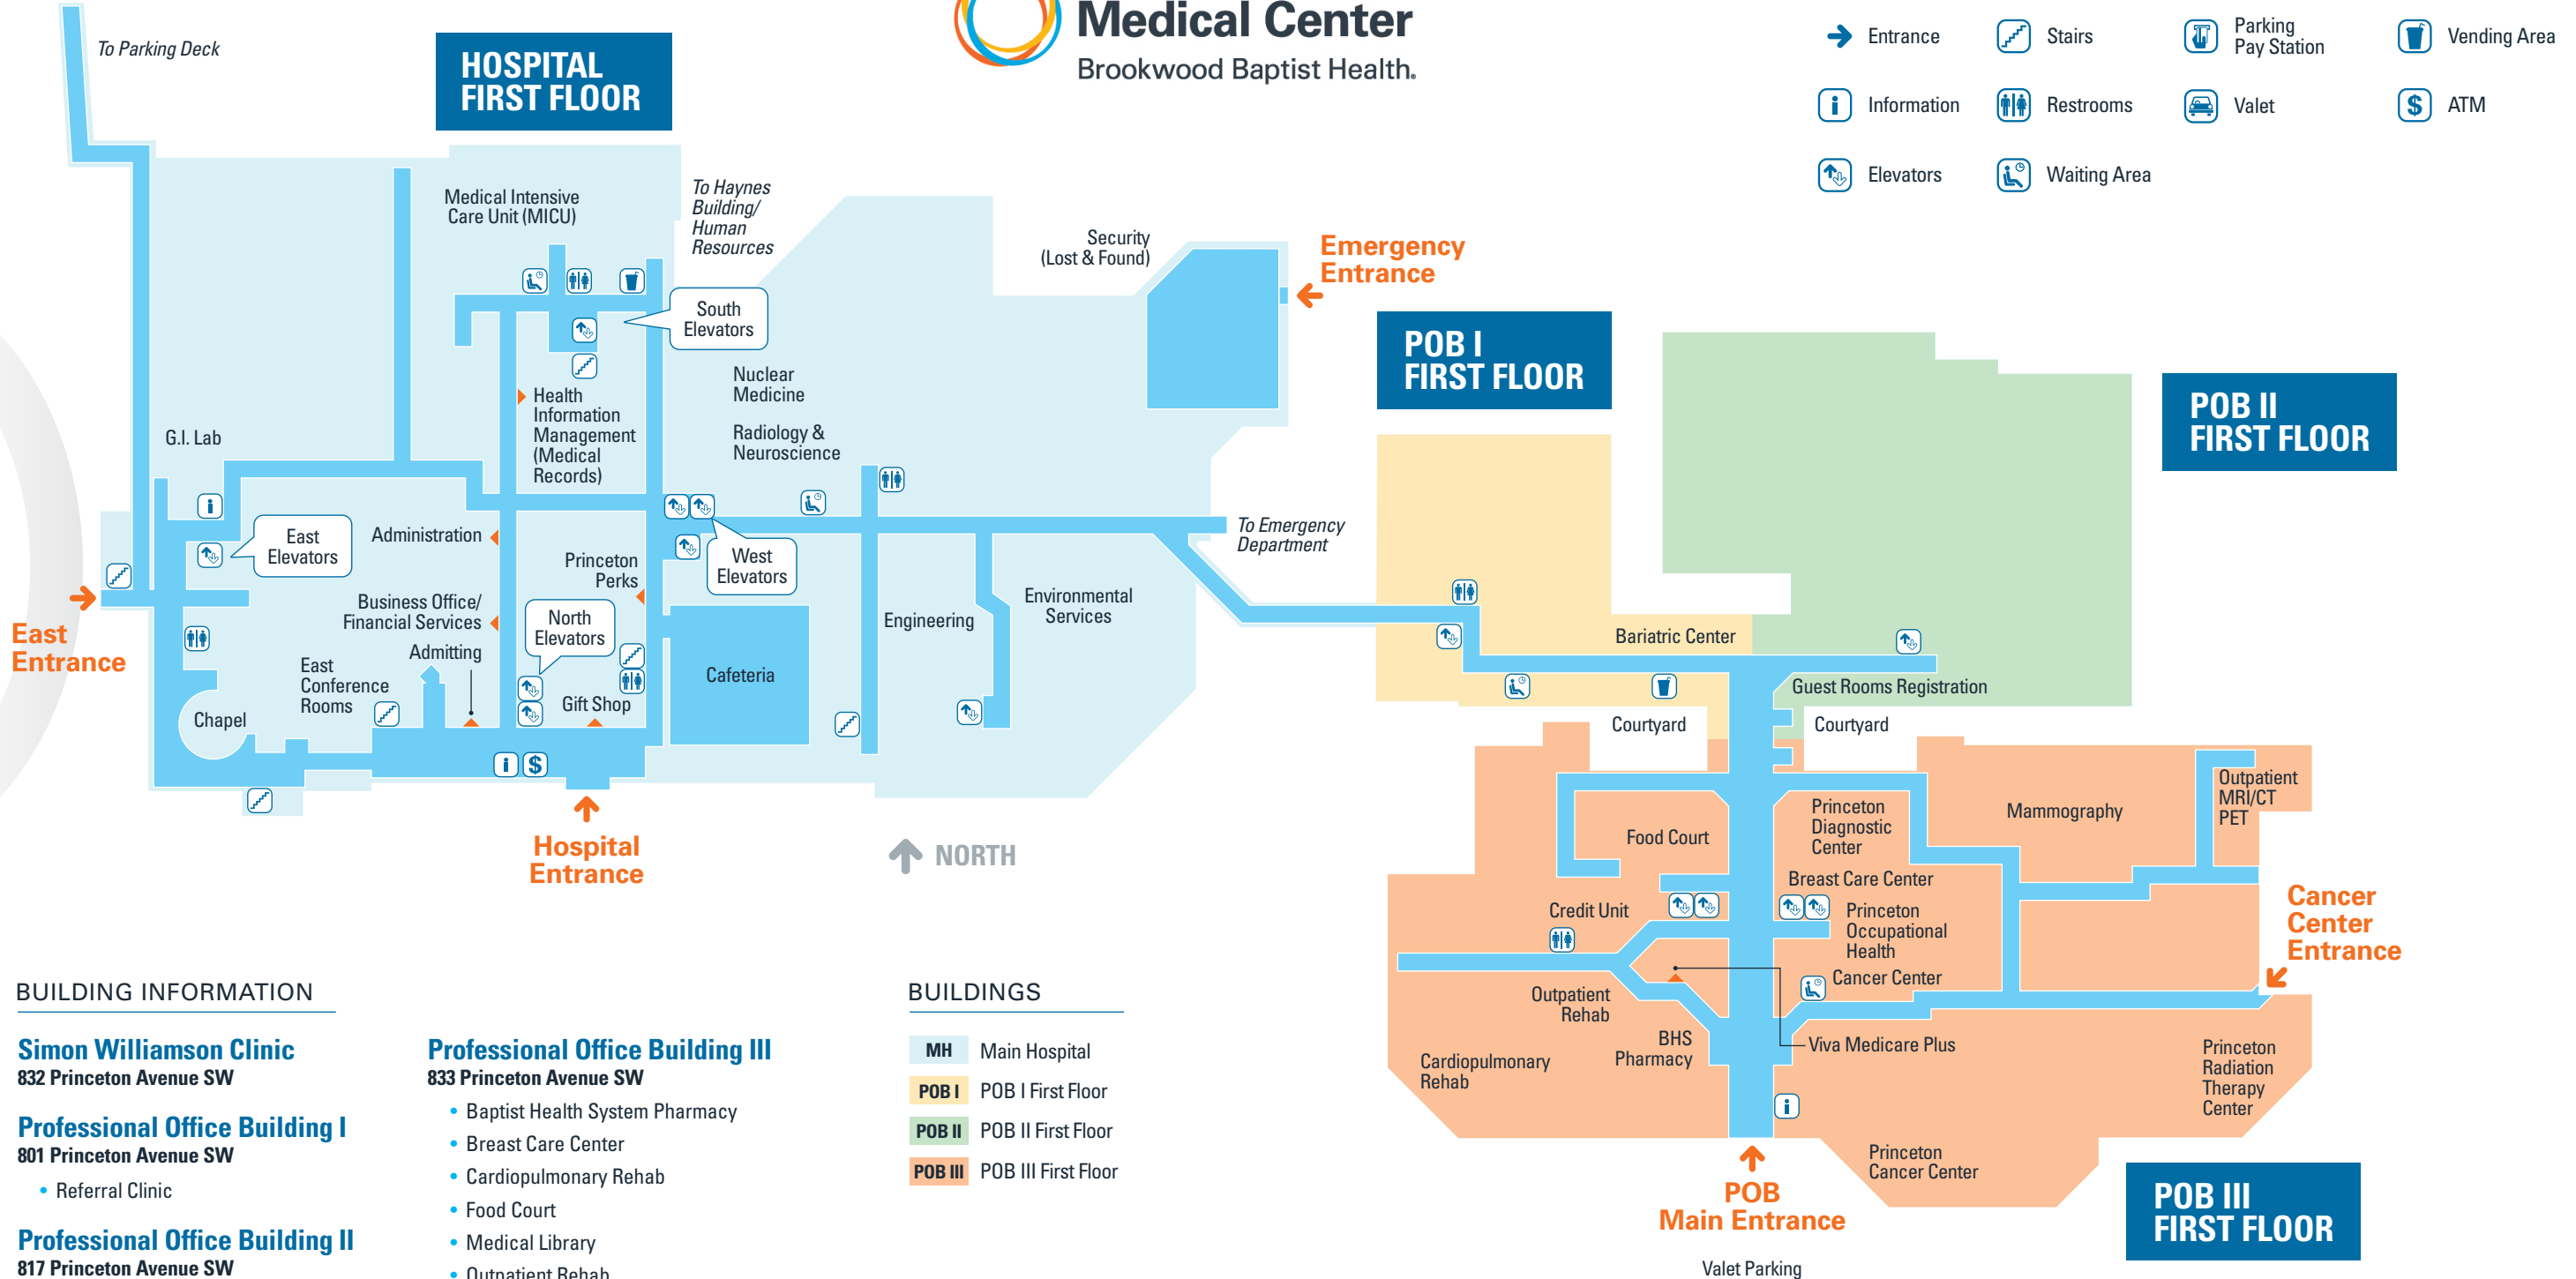 Medical Center
Brookwood Baptist Health.
Entrance
Stairs
Parking
Pay Station
Vending Area
Information
Restrooms
Valet
ATM
Elevators
Waiting Area
To Parking Deck
HOSPITAL
FIRST FLOOR
Medical Intensive
Care Unit (MICU)
To Haynes
Building/
Human
Resources
Security
(Lost & Found)
Emergency
Entrance
South
Elevators
Nuclear
Medicine
Radiology &
Neuroscience
Health
Information
Management
(Medical
Records)
G.I. Lab
East
Elevators
Administration
West
Elevators
To Emergency
Department
Princeton
Perks
Business Office/
Financial Services
North
Elevators
Admitting
East
Entrance
East
Conference
Rooms
Chapel
Gift Shop
Cafeteria
Engineering
Environmental
Services
Hospital
Entrance
NORTH
POB I
FIRST FLOOR
POB II
FIRST FLOOR
Bariatric Center
Guest Rooms Registration
Courtyard
Courtyard
Food Court
Princeton
Diagnostic
Center
Mammography
Outpatient
MRI/CT
PET
Breast Care Center
Credit Unit
Princeton
Occupational
Health
Cancer
Center
Entrance
Cancer Center
Outpatient
Rehab
BHS
Pharmacy
Viva Medicare Plus
Cardiopulmonary
Rehab
Princeton
Radiation
Therapy
Center
Princeton
Cancer Center
POB
Main Entrance
Valet Parking
POB III
FIRST FLOOR
BUILDING INFORMATION
Simon Williamson Clinic
832 Princeton Avenue SW
Professional Office Building I
801 Princeton Avenue SW
• Referral Clinic
Professional Office Building II
817 Princeton Avenue SW
Professional Office Building III
833 Princeton Avenue SW
• Baptist Health System Pharmacy
• Breast Care Center
• Cardiopulmonary Rehab
• Food Court
• Medical Library
• Outpatient Rehab
BUILDINGS
MH Main Hospital
POB I POB I First Floor
POB II POB II First Floor
POB III POB III First Floor